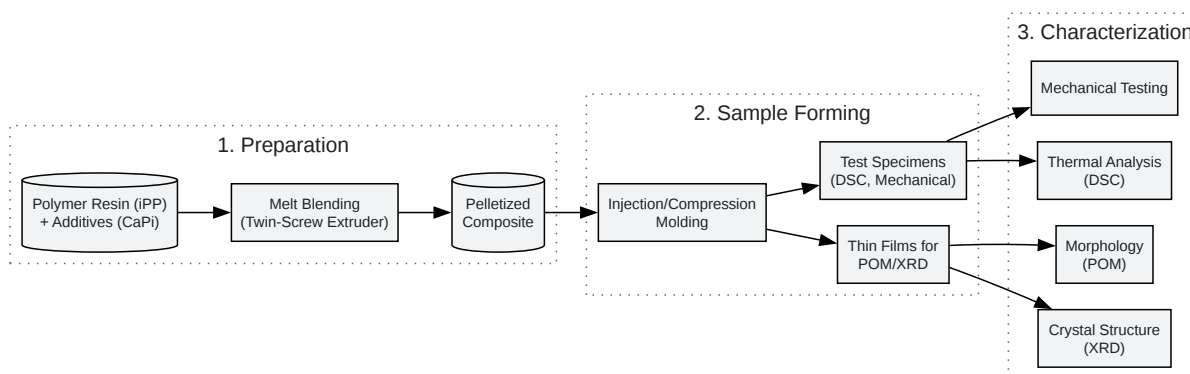 1. Preparation
Polymer Resin (iPP)
+ Additives (CaPi)
Melt Blending
(Twin-Screw Extruder)
Pelletized
Composite
2. Sample Forming
Injection/Compression
Molding
Test Specimens
(DSC, Mechanical)
Thin Films for
POM/XRD
3. Characterization
Mechanical Testing
Thermal Analysis
(DSC)
Morphology
(POM)
Crystal Structure
(XRD)